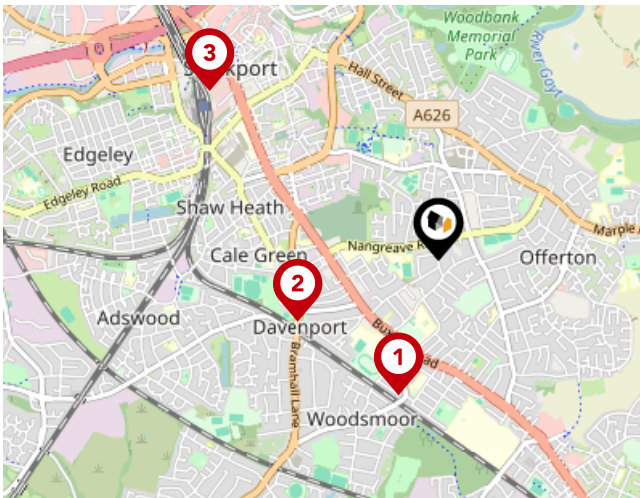 Woodbank
Memorial
Park
River Goyt
3
Stockport
Hall Street
A626
Edgeley
Edgeley Road
Shaw Heath
Nangreave R
Marple
Cale Green
Offerton
2
Adswood
Davenport
Bramhall Lane
1
Woodsmoor